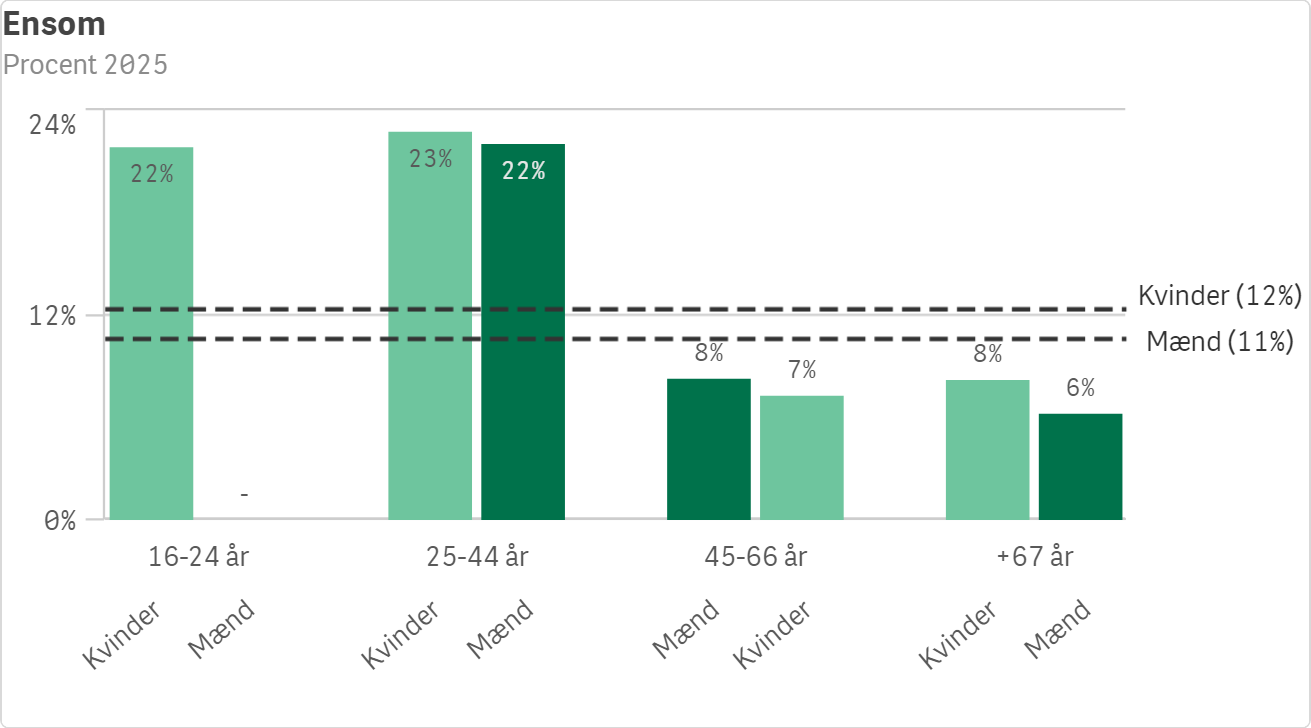 Ensom
Procent 2025
24%
12%
0%
22%
-
23%
22%
8%
7%
8%
6%
Kvinder (12%)
Mænd (11%)
16-24 år
25-44 år
45-66 år
+67 år
Kvinder
Mænd
Kvinder
Mænd
Mænd
Kvinder
Kvinder
Mænd